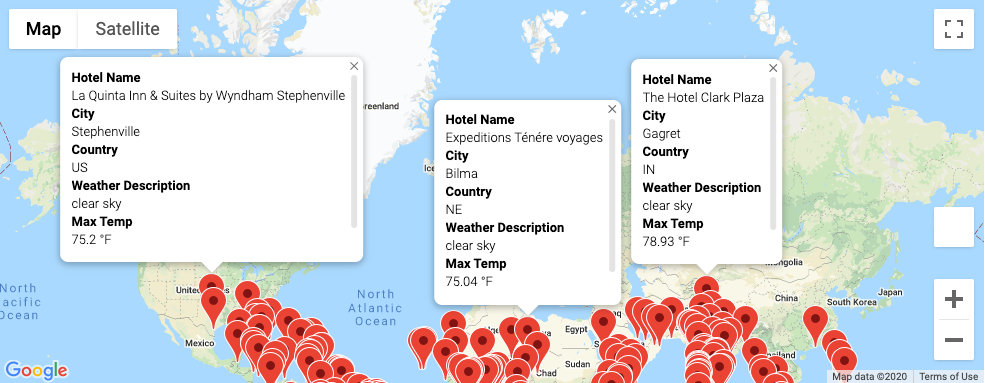 Map
Satellite
Hotel Name
La Quinta Inn & Suites by Wyndham Stephenville
City
Stephenville
Country
US
Weather Description
clear sky
Max Temp
75.2 °F
Hotel Name
Expeditions Ténére voyages
City
Bilma
Country
NE
Weather Description
clear sky
Max Temp
75.04 °F
Hotel Name
The Hotel Clark Plaza
City
Gagret
Country
IN
Weather Description
clear sky
Max Temp
78.93 °F
Greenland
North
Pacific
Ocean
North
Atlantic
Ocean
Mongolia
China
South Korea
Japan
Egypt
Chad
Sudan
Google
Map data ©2020
Terms of Use